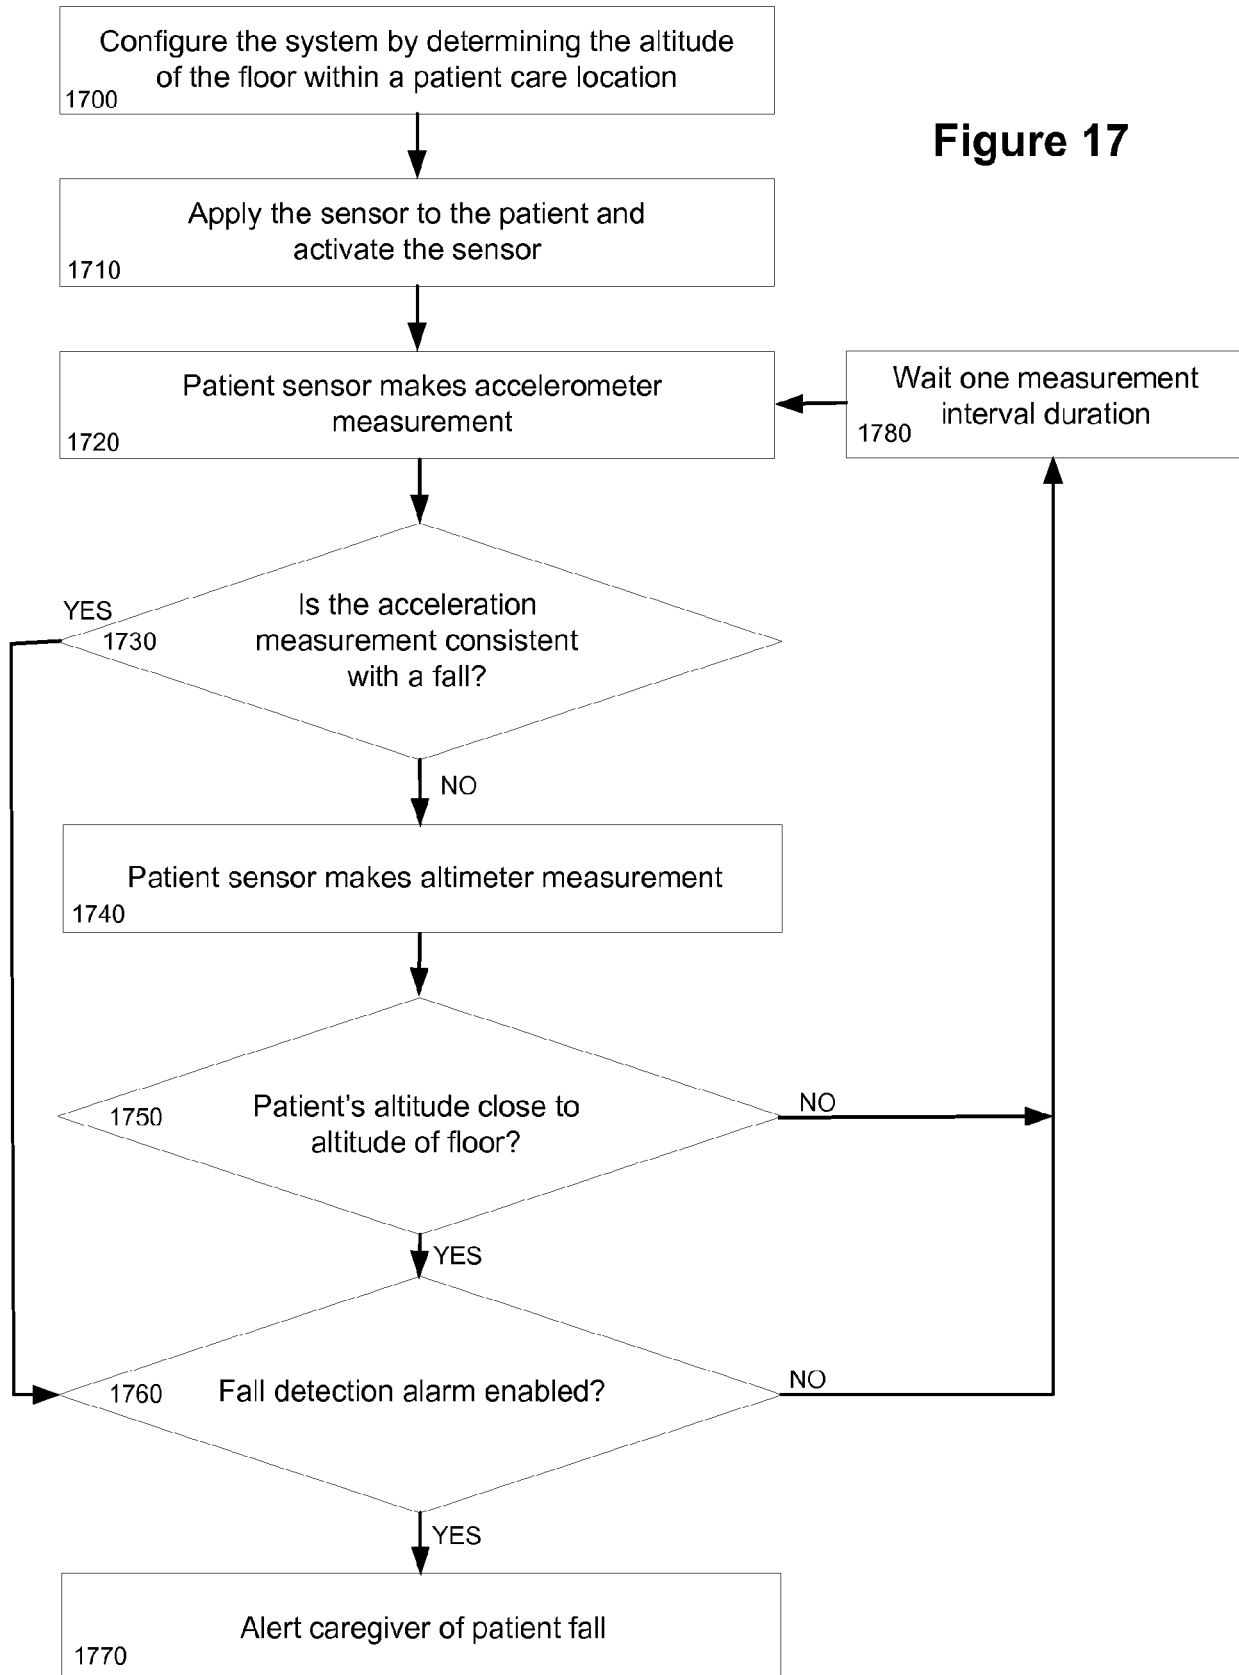 Configure the system by determining the altitude
of the floor within a patient care location
1700
Figure 17
Apply the sensor to the patient and
activate the sensor
1710
Patient sensor makes accelerometer
measurement
1720
Wait one measurement
interval duration
1780
YES
1730
Is the acceleration
measurement consistent
with a fall?
NO
Patient sensor makes altimeter measurement
1740
1750
Patient's altitude close to
altitude of floor?
NO
YES
1760
Fall detection alarm enabled?
NO
YES
Alert caregiver of patient fall
1770